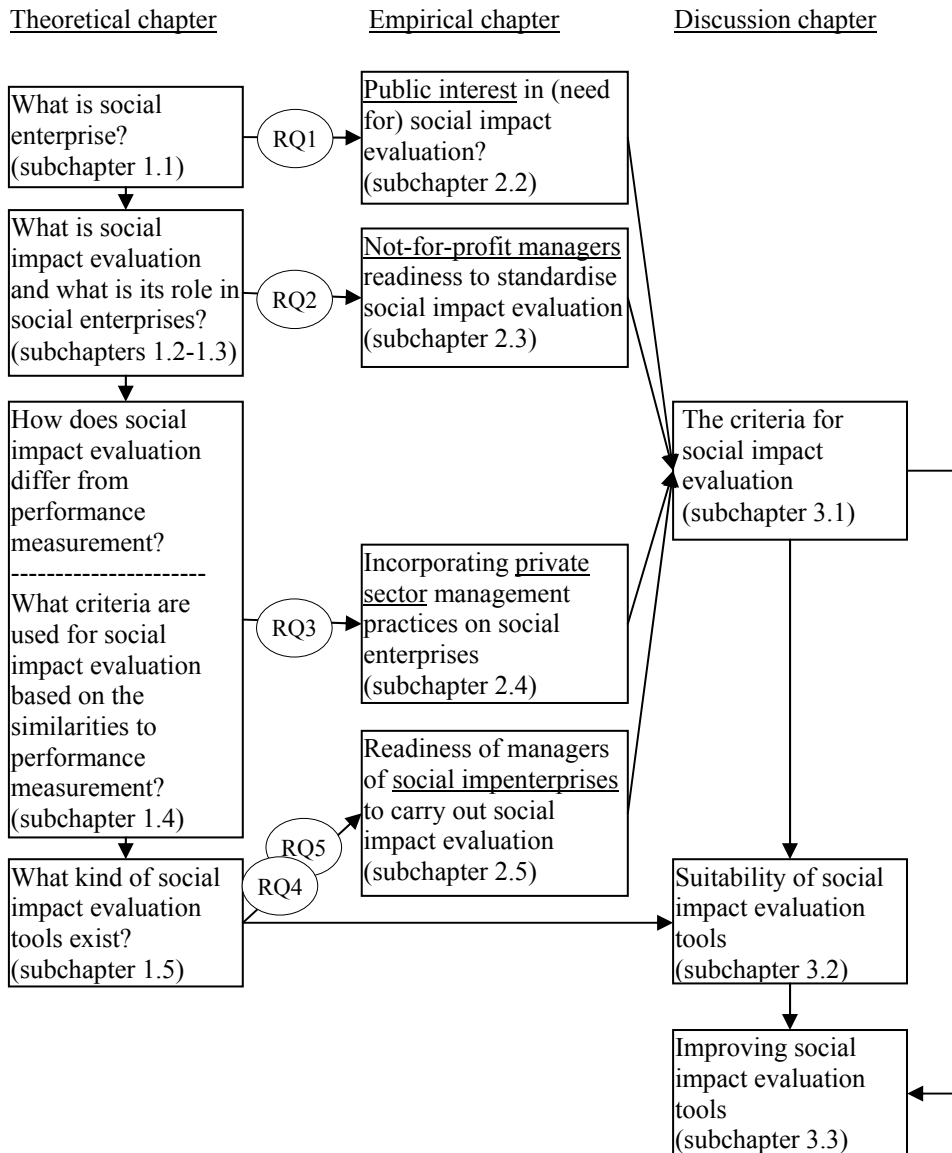 Theoretical chapter
Empirical chapter
Discussion chapter
What is social
enterprise?
(subchapter 1.1)
RQ1
Public interest in (need
for) social impact
evaluation?
(subchapter 2.2)
What is social
impact evaluation
and what is its role in
social enterprises?
(subchapters 1.2-1.3)
RQ2
Not-for-profit managers
readiness to standardise
social impact evaluation
(subchapter 2.3)
How does social
impact evaluation
differ from
performance
measurement?
-----------------------
What criteria are
used for social
impact evaluation
based on the
similarities to
performance
measurement?
(subchapter 1.4)
RQ3
Incorporating private
sector management
practices on social
enterprises
(subchapter 2.4)
The criteria for
social impact
evaluation
(subchapter 3.1)
What kind of social
impact evaluation
tools exist?
(subchapter 1.5)
RQ5
RQ4
Readiness of managers
of social impenterprises
to carry out social
impact evaluation
(subchapter 2.5)
Suitability of social
impact evaluation
tools
(subchapter 3.2)
Improving social
impact evaluation
tools
(subchapter 3.3)